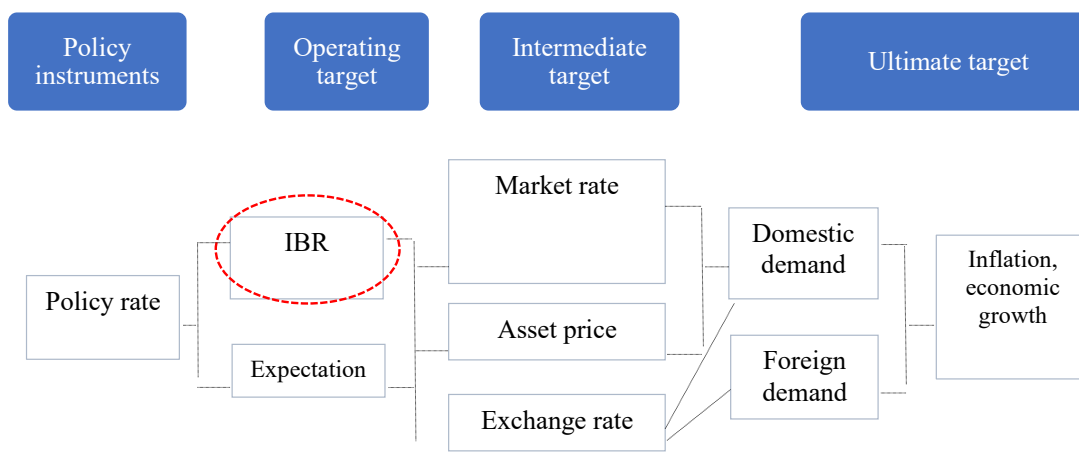 Policy
instruments
Operating
target
Intermediate
target
Ultimate target
Policy rate
IBR
Expectation
Market rate
Asset price
Exchange rate
Domestic
demand
Foreign
demand
Inflation,
economic
growth